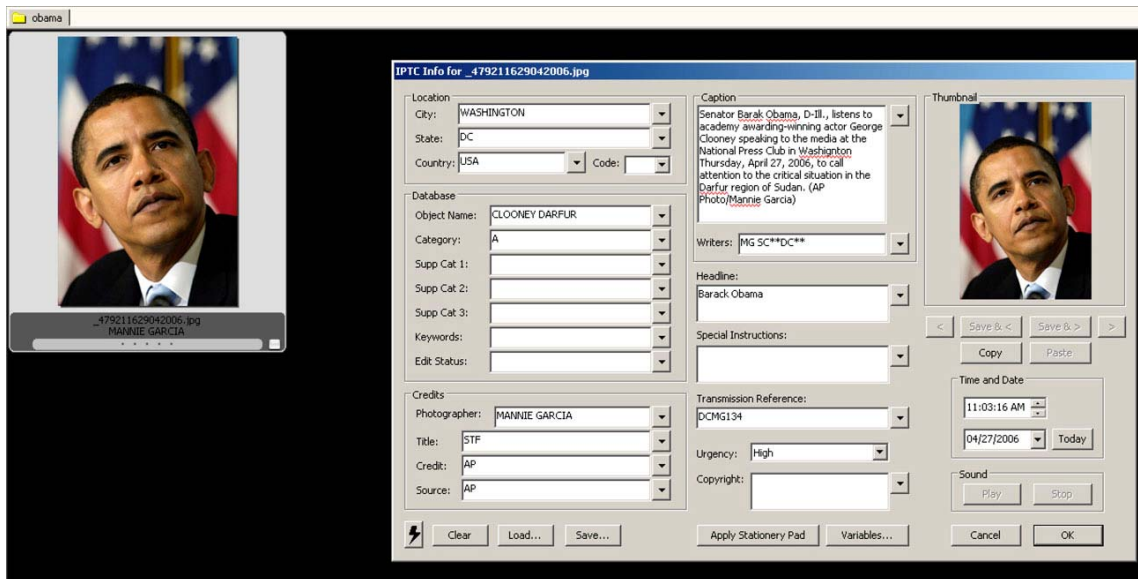 obama
_479211629042006.jpg
MANNIE GARCIA
IPTC Info for _479211629042006.jpg
Location
City: WASHINGTON
State: DC
Country: USA Code:
Database
Object Name: CLOONEY DARFUR
Category: A
Supp Cat 1:
Supp Cat 2:
Supp Cat 3:
Keywords:
Edit Status:
Credits
Photographer: MANNIE GARCIA
Title: STF
Credit: AP
Source: AP
Clear Load... Save...
Caption
Senator Barak Obama, D-Ill., listens to
academy awarding-winning actor George
Clooney speaking to the media at the
National Press Club in Washignton
Thursday, April 27, 2006, to call
attention to the critical situation in the
Darfur region of Sudan. (AP
Photo/Mannie Garcia)
Writers: MG SC**DC**
Headline:
Barack Obama
Special Instructions:
Transmission Reference:
DCMG134
Urgency: High
Copyright:
Apply Stationery Pad Variables...
Thumbnail
< Save & < Save & > >
Copy Paste
Time and Date
11:03:16 AM
04/27/2006 Today
Sound
Play Stop
Cancel OK